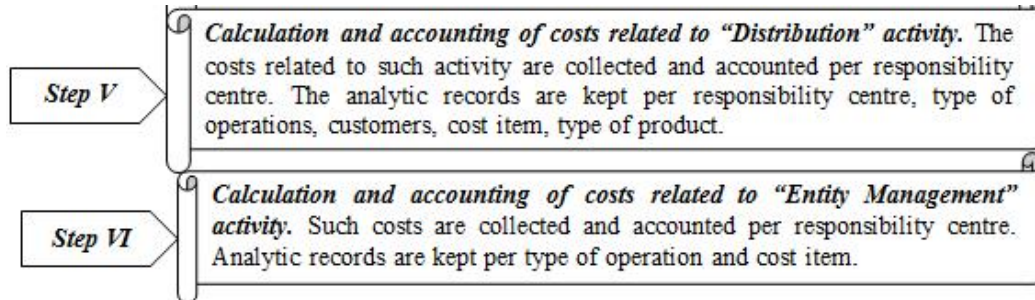 Step V
Calculation and accounting of costs related to “Distribution” activity. The
costs related to such activity are collected and accounted per responsibility
centre. The analytic records are kept per responsibility centre, type of
operations, customers, cost item, type of product.
Step VI
Calculation and accounting of costs related to “Entity Management”
activity. Such costs are collected and accounted per responsibility centre.
Analytic records are kept per type of operation and cost item.